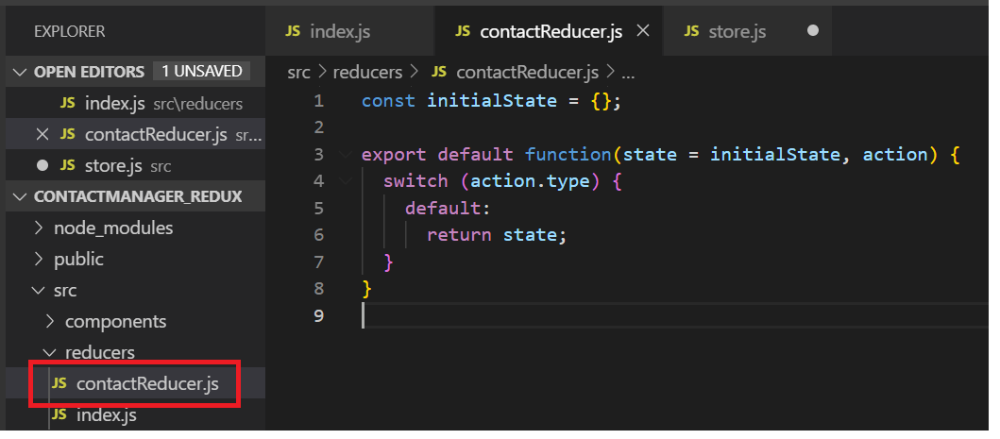 EXPLORER
OPEN EDITORS 1 UNSAVED
JS index.js src\reducers
JS contactReducer.js sr...
JS store.js src
CONTACTMANAGER_REDUX
node_modules
public
src
components
reducers
JS contactReducer.js
JS index.js
JS index.js JS contactReducer.js JS store.js
src > reducers > JS contactReducer.js > ...
1 const initialState = {};
2
3 export default function(state = initialState, action) {
4 switch (action.type) {
5 default:
6 return state;
7 }
8 }
9